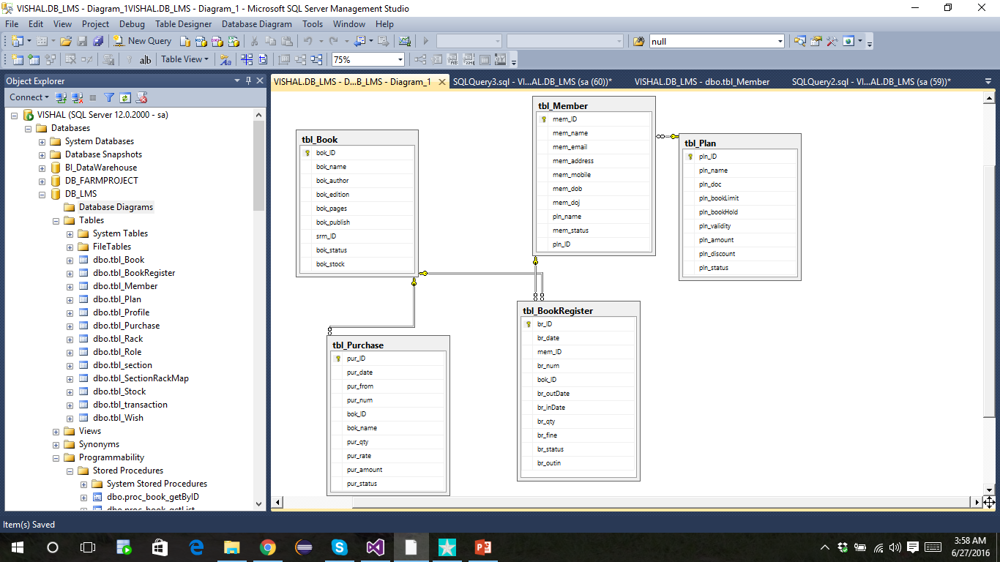 VISHAL.DB_LMS - Diagram_1VISHAL.DB_LMS - Diagram_1 - Microsoft SQL Server Management Studio
File Edit View Project Debug Table Designer Database Diagram Tools Window Help
New Query null
Table View 75%
Object Explorer
Connect
VISHAL (SQL Server 12.0.2000 - sa)
Databases
System Databases
Database Snapshots
BI_DataWarehouse
DB_FARMPROJECT
DB_LMS
Database Diagrams
Tables
System Tables
FileTables
dbo.tbl_Book
dbo.tbl_BookRegister
dbo.tbl_Member
dbo.tbl_Plan
dbo.tbl_Profile
dbo.tbl_Purchase
dbo.tbl_Rack
dbo.tbl_Role
dbo.tbl_section
dbo.tbl_SectionRackMap
dbo.tbl_Stock
dbo.tbl_transaction
dbo.tbl_Wish
Views
Synonyms
Programmability
Stored Procedures
System Stored Procedures
dbo.proc_book_getByID
dbo.proc_book_getList
VISHAL.DB_LMS - D...B_LMS - Diagram_1 SQLQuery3.sql - VI...AL.DB_LMS (sa (60))* VISHAL.DB_LMS - dbo.tbl_Member SQLQuery2.sql - VI...AL.DB_LMS (sa (59))*
tbl_Book
bok_ID
bok_name
bok_author
bok_edition
bok_pages
bok_publish
srm_ID
bok_status
bok_stock
tbl_Member
mem_ID
mem_name
mem_email
mem_address
mem_mobile
mem_dob
mem_doj
pln_name
mem_status
pln_ID
tbl_Plan
pln_ID
pln_name
pln_doc
pln_bookLimit
pln_bookHold
pln_validity
pln_amount
pln_discount
pln_status
tbl_Purchase
pur_ID
pur_date
pur_from
pur_num
bok_ID
bok_name
pur_qty
pur_rate
pur_amount
pur_status
tbl_BookRegister
br_ID
br_date
mem_ID
br_num
bok_ID
br_outDate
br_inDate
br_qty
br_fine
br_status
br_outin
Item(s) Saved
3:58 AM
6/27/2016